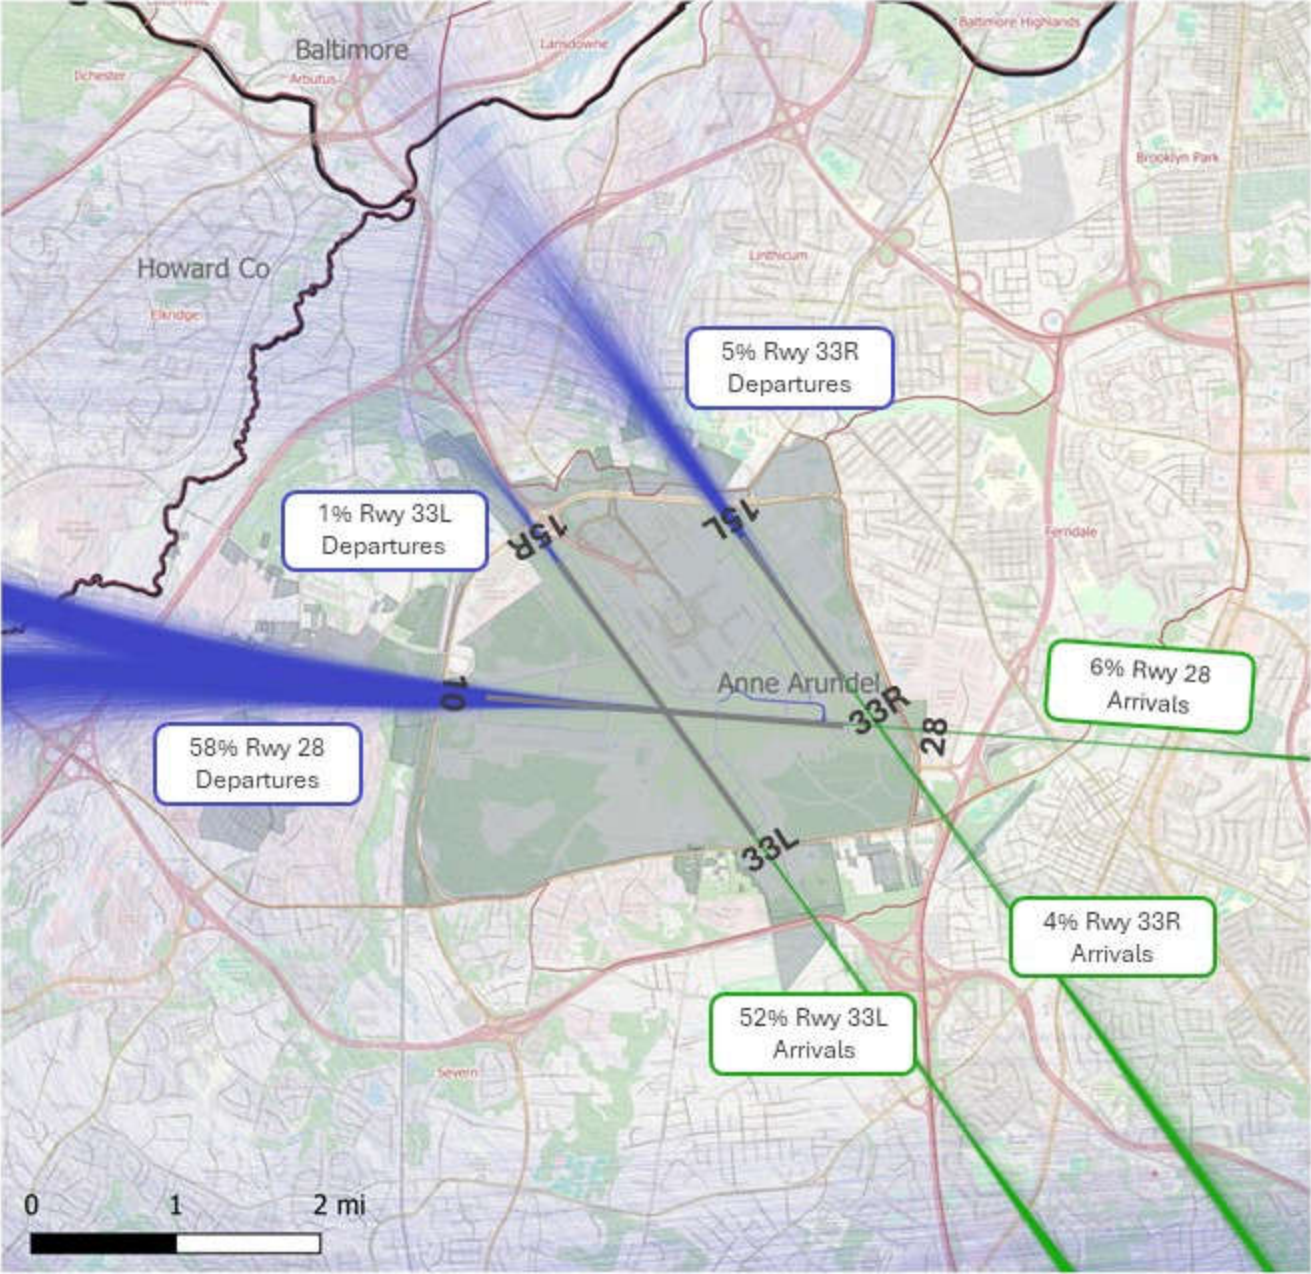 Baltimore Highlands
Baltimore
Lansdowne
Arbutus
Ilchester
Brooklyn Park
Linthicum
Howard Co
Elkridge
5% Rwy 33R
Departures
1% Rwy 33L
Departures
15R
15L
Ferndale
6% Rwy 28
Arrivals
10
Anne Arundel
33R
28
58% Rwy 28
Departures
33L
4% Rwy 33R
Arrivals
52% Rwy 33L
Arrivals
Severn
0 1 2 mi